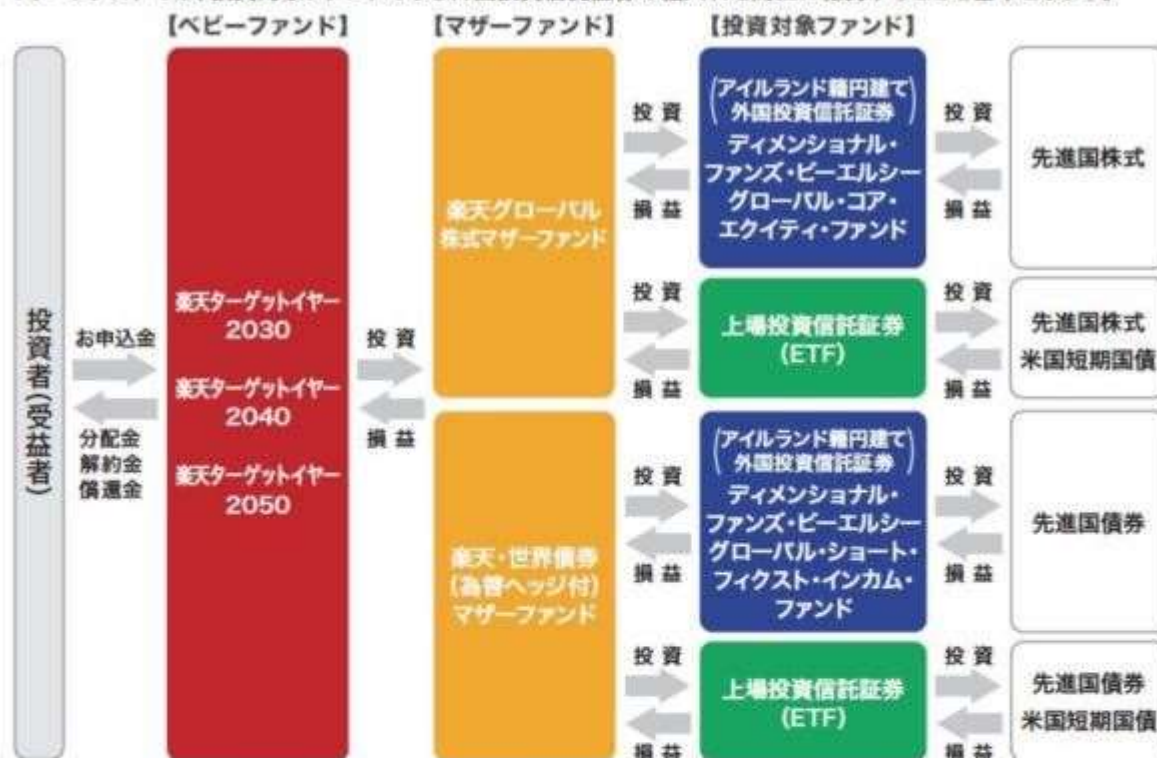 【ベビーファンド】
【マザーファンド】
【投資対象ファンド】
投資者(受益者)
お申込金
分配金
解約金
償還金
楽天ターゲットイヤー
2030
楽天ターゲットイヤー
2040
楽天ターゲットイヤー
2050
投資
損益
楽天グローバル
株式マザーファンド
投資
損益
(アイルランド籍円建て
外国投資信託証券)
ディメンショナル・
ファンズ・ピーエルシー
グローバル・コア・
エクイティ・ファンド
投資
損益
先進国株式
投資
損益
上場投資信託証券
(ETF)
投資
損益
先進国株式
米国短期国債
楽天・世界債券
(為替ヘッジ付)
マザーファンド
投資
損益
(アイルランド籍円建て
外国投資信託証券)
ディメンショナル・
ファンズ・ピーエルシー
グローバル・ショート・
フィクスト・インカム・
ファンド
投資
損益
先進国債券
投資
損益
上場投資信託証券
(ETF)
投資
損益
先進国債券
米国短期国債